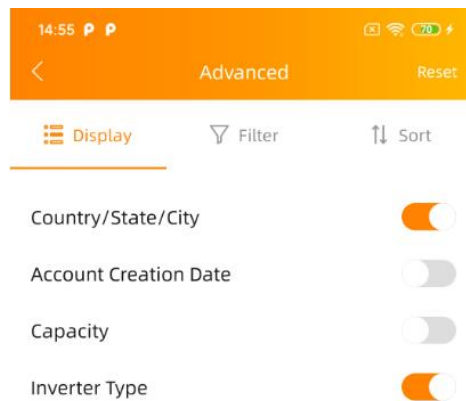 14:55 P P 70
Advanced Reset
Display Filter Sort
Country/State/City
Account Creation Date
Capacity
Inverter Type